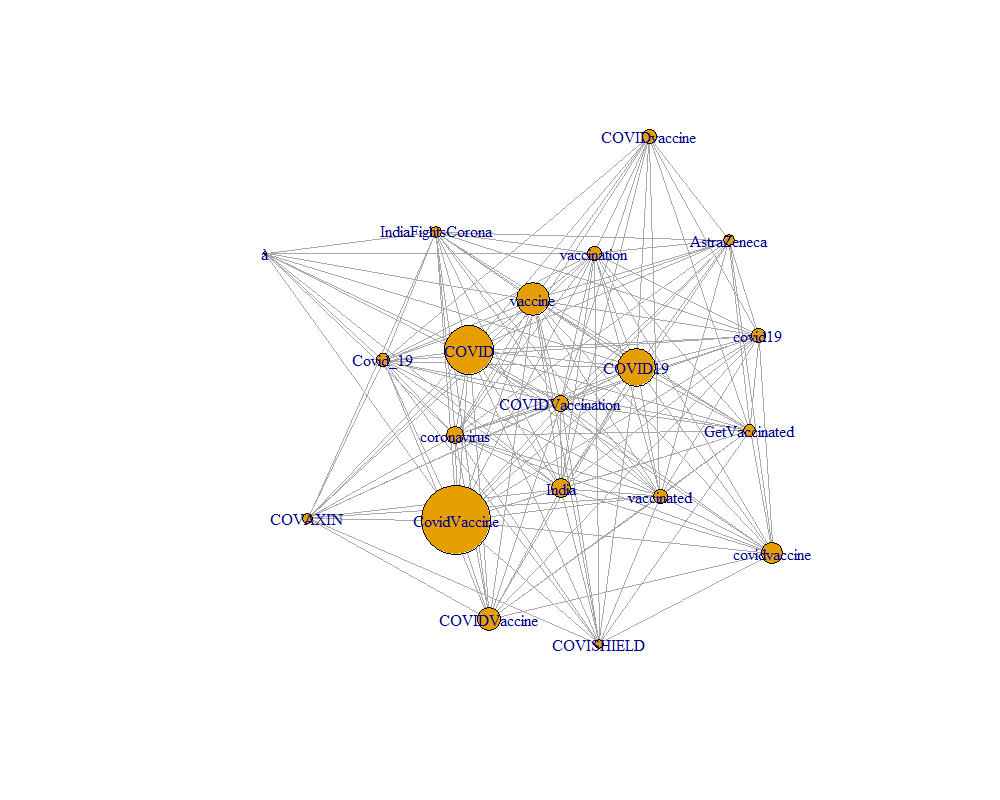 COVIDvaccine
IndiaFightsCorona
AstraZeneca
à
vaccination
vaccine
covid19
COVID
Covid_19
COVID19
COVIDVaccination
GetVaccinated
coronavirus
India
vaccinated
COVAXIN
CovidVaccine
covidvaccine
COVIDVaccine
COVISHIELD